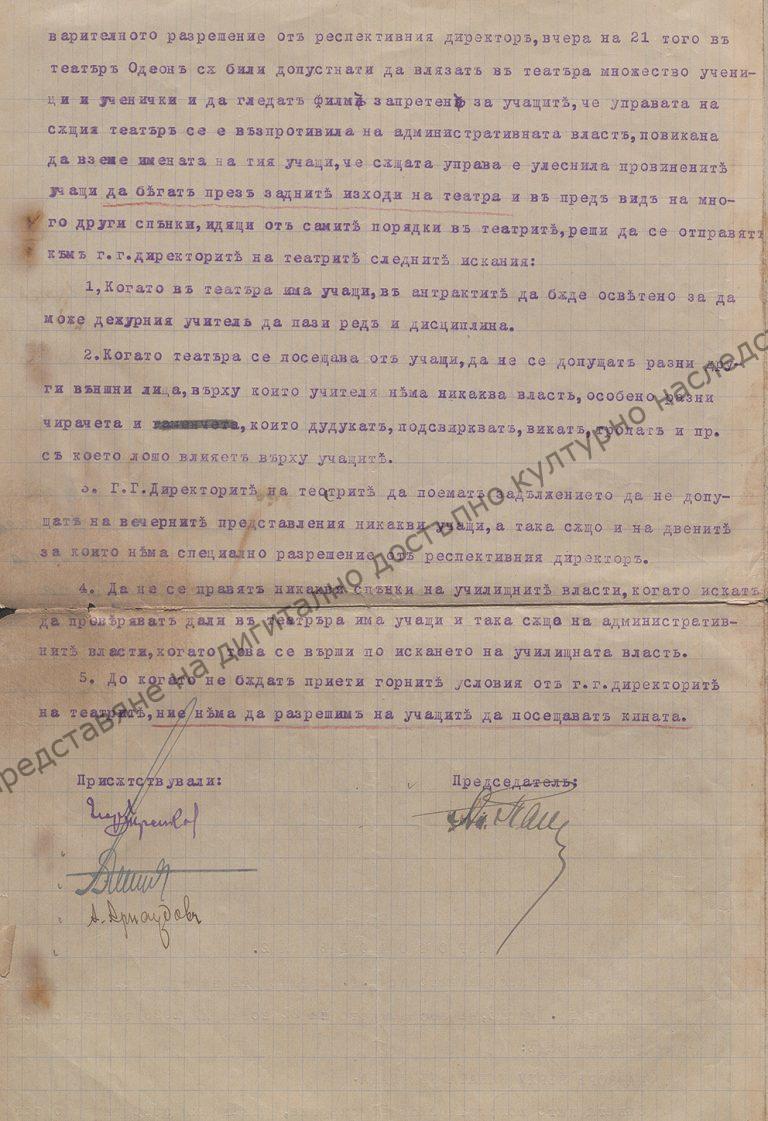 варителното разрешение отъ респективния директоръ,вчера на 21 того въ
театъръ Одеонъ сѫ били допустнати да влязатъ въ театъра множество учени-
ци и ученички и да гледатъ филмъ запретенъ за учащитѣ,че управата на
сѫщия театъръ се е възпротивила на административната власть,повикана
да вземе имената на тия учащи,че сѫщата управа е улеснила провиненитѣ
учащи да бѣгатъ презъ заднитѣ изходи на театра и въ предъ видъ на мно-
го други спънки,идящи отъ самитѣ порядки въ театритѣ,реши да се отправятъ
къмъ г.г.директоритѣ на театритѣ следнитѣ искания:
1,Когато въ театъра има учащи,въ антрактитѣ да бѫде освѣтено за да
може дежурния учитель да пази редъ и дисциплина.
2.Когато театъра се посещава отъ учащи,да не се допущатъ разни дру-
ги външни лица,върху които учителя нѣма никаква власть,особено разни
чирачета и които дудукатъ,подсвиркватъ,викатъ,тропатъ и пр.
съ което лошо влияетъ върху учащитѣ.
3. Г.Г.Директоритѣ на театритѣ да поематъ задължението да не допу-
щатъ на вечернитѣ представления никакви учащи,а така сѫщо и на двенитѣ
за които нѣма специално разрешение отъ респективния директоръ.
4. Да не се правятъ никакви спънки на училищнитѣ власти,когато искатъ
да провѣряватъ дали въ театъра има учащи и така сѫщо на административ-
нитѣ власти,когато това се върши по искането на училищната власть.
5. До когато не бѫдатъ приети горнитѣ условия отъ г.г.директоритѣ
на театритѣ,ние нѣма да разрешимъ на учащитѣ да посещаватъ кината.
Присѫтствували:
Председатель:
А. Арнаудовъ
представяне на дигитално достъпно културно наследство